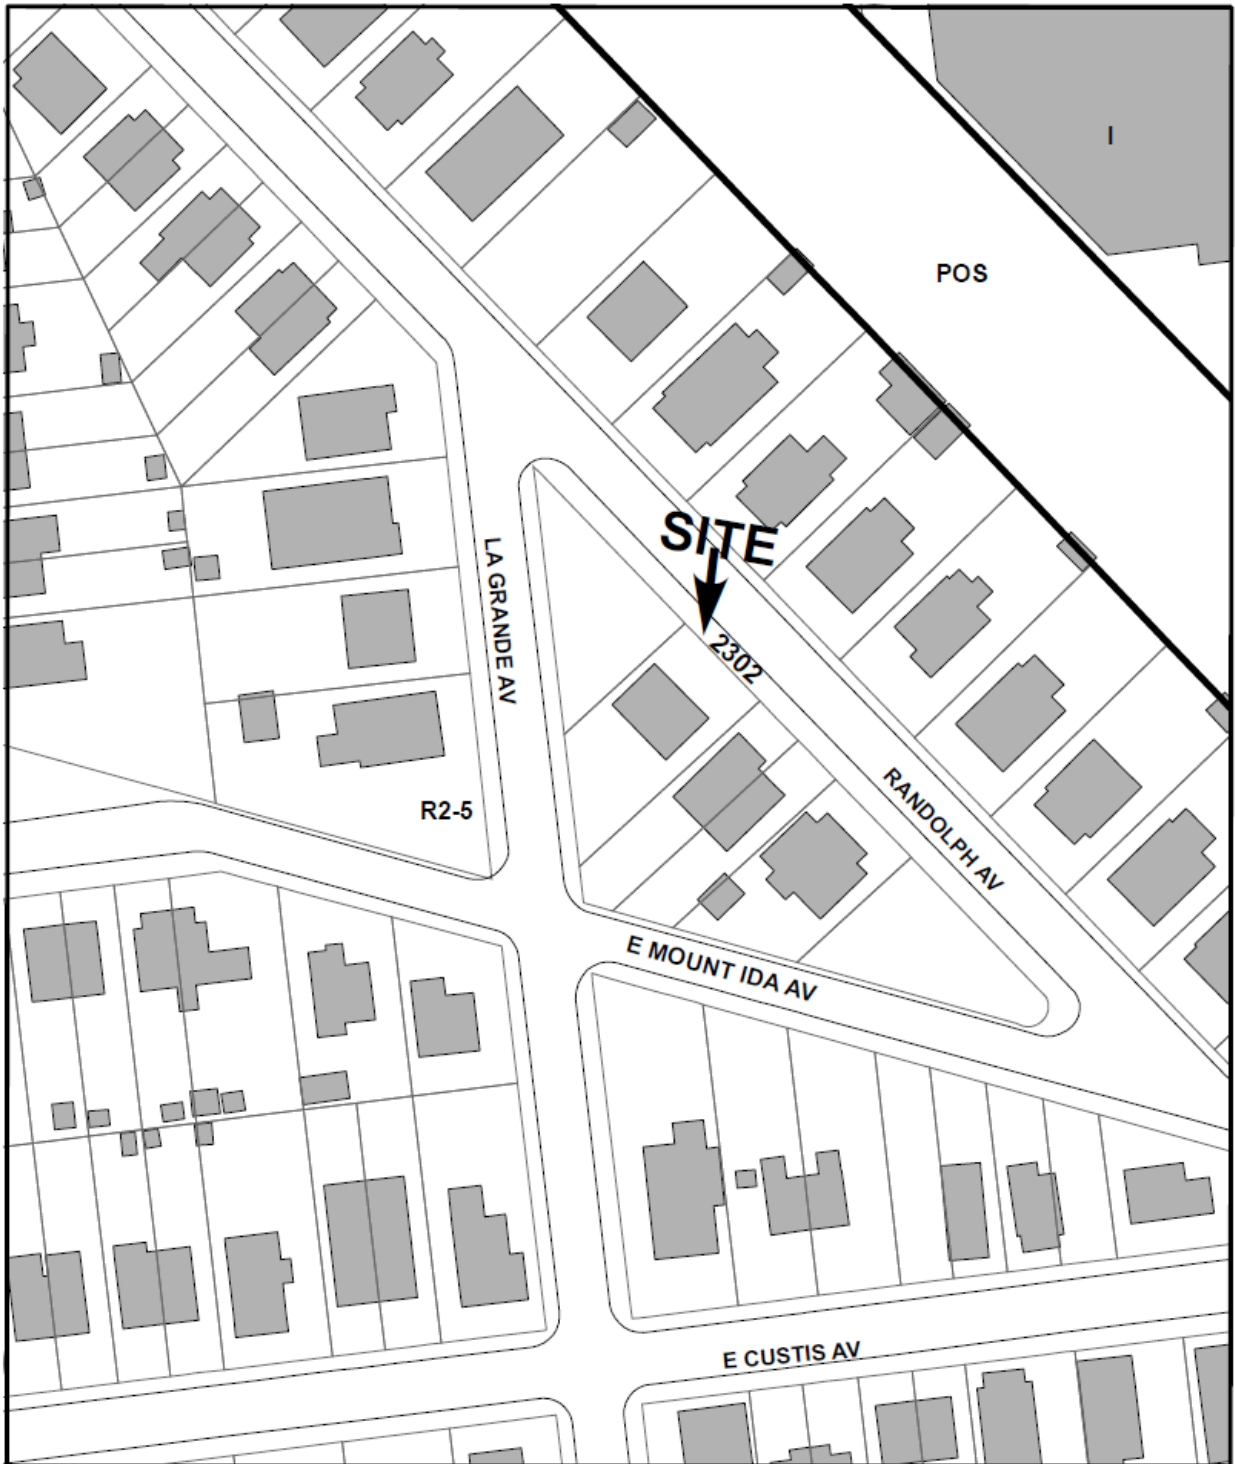 I
POS
SITE
LA GRANDE AV
2302
RANDOLPH AV
R2-5
E MOUNT IDA AV
E CUSTIS AV